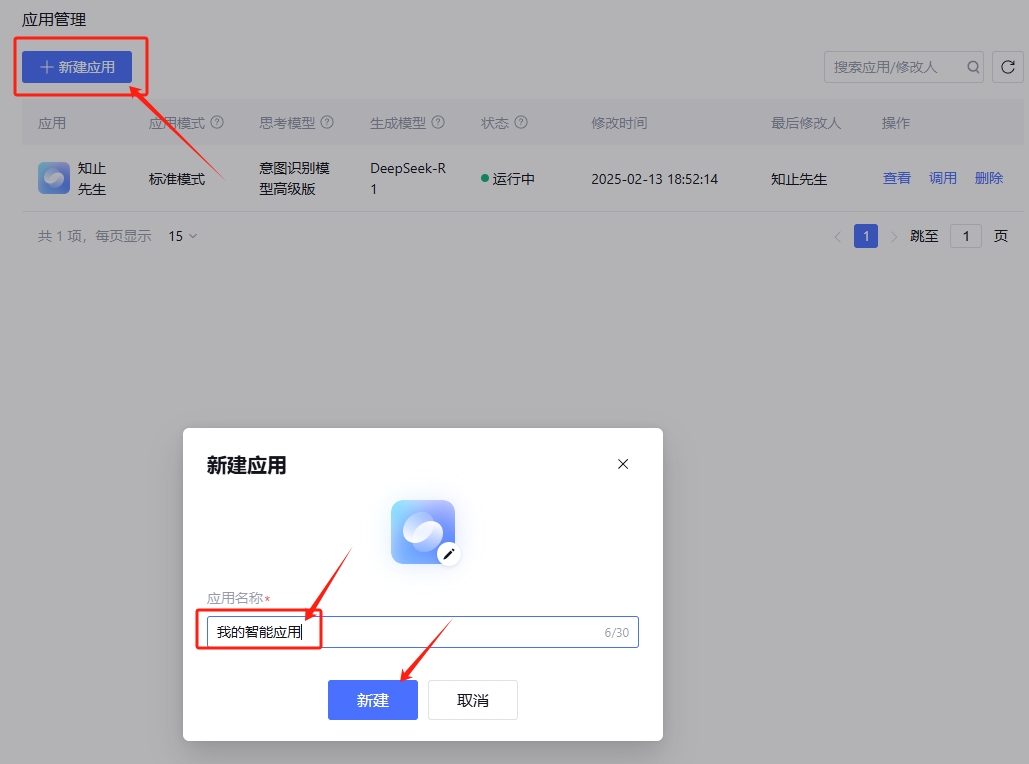 应用管理
新建应用
搜索应用/修改人
应用 应用模式 思考模型 生成模型 状态 修改时间 最后修改人 操作
知止先生 标准模式 意图识别模型高级版 DeepSeek-R1 运行中 2025-02-13 18:52:14 知止先生 查看 调用 删除
共 1 项，每页显示 15 1 跳至 1 页
新建应用
应用名称*
我的智能应用 6/30
新建 取消